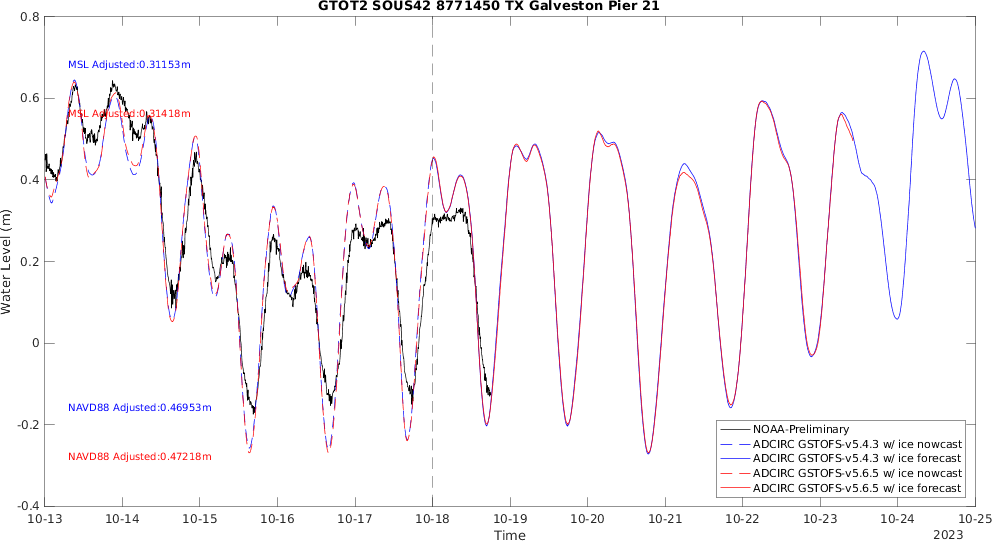 GTOT2 SOUS42 8771450 TX Galveston Pier 21
0.8
0.6
0.4
0.2
0
-0.2
-0.4
Water Level (m)
MSL Adjusted:0.31153m
MSL Adjusted:0.31418m
NAVD88 Adjusted:0.46953m
NAVD88 Adjusted:0.47218m
NOAA-Preliminary
ADCIRC GSTOFS-v5.4.3 w/ ice nowcast
ADCIRC GSTOFS-v5.4.3 w/ ice forecast
ADCIRC GSTOFS-v5.6.5 w/ ice nowcast
ADCIRC GSTOFS-v5.6.5 w/ ice forecast
10-13 10-14 10-15 10-16 10-17 10-18 10-19 10-20 10-21 10-22 10-23 10-24 10-25
Time
2023